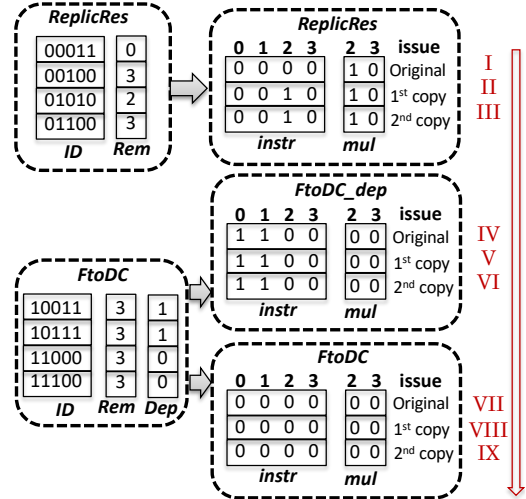 ReplicRes
00011 0
00100 3
01010 2
01100 3
ID Rem
ReplicRes
0 1 2 3 2 3 issue
0 0 0 0 1 0 Original
0 0 1 0 1 0 1st copy
0 0 1 0 1 0 2nd copy
instr mul
I
II
III
FtoDC_dep
0 1 2 3 2 3 issue
1 1 0 0 0 0 Original
1 1 0 0 0 0 1st copy
1 1 0 0 0 0 2nd copy
instr mul
IV
V
VI
FtoDC
10011 3 1
10111 3 1
11000 3 0
11100 3 0
ID Rem Dep
FtoDC
0 1 2 3 2 3 issue
0 0 0 0 0 0 Original
0 0 0 0 0 0 1st copy
0 0 0 0 0 0 2nd copy
instr mul
VII
VIII
IX